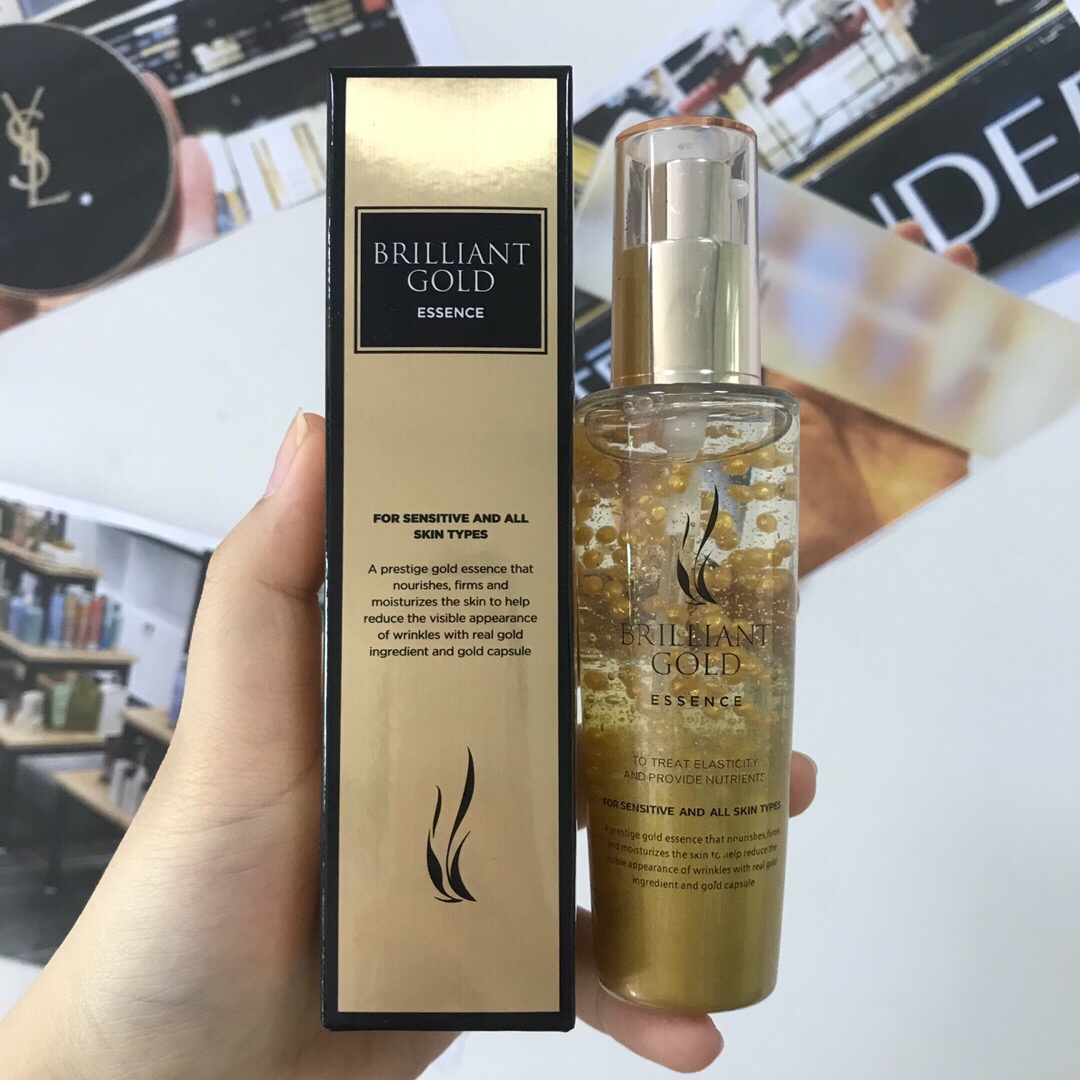 YSL
NDE
BRILLIANT
GOLD
ESSENCE
FOR SENSITIVE AND ALL
SKIN TYPES
A prestige gold essence that
nourishes, firms and
moisturizes the skin to help
reduce the visible appearance
of wrinkles with real gold
ingredient and gold capsule
BRILLIANT
GOLD
ESSENCE
TO TREAT ELASTICITY
AND PROVIDE NUTRIENTS
FOR SENSITIVE AND ALL SKIN TYPES
A prestige gold essence that nourishes, firms
and moisturizes the skin to help reduce the
visible appearance of wrinkles with real gold
ingredient and gold capsule